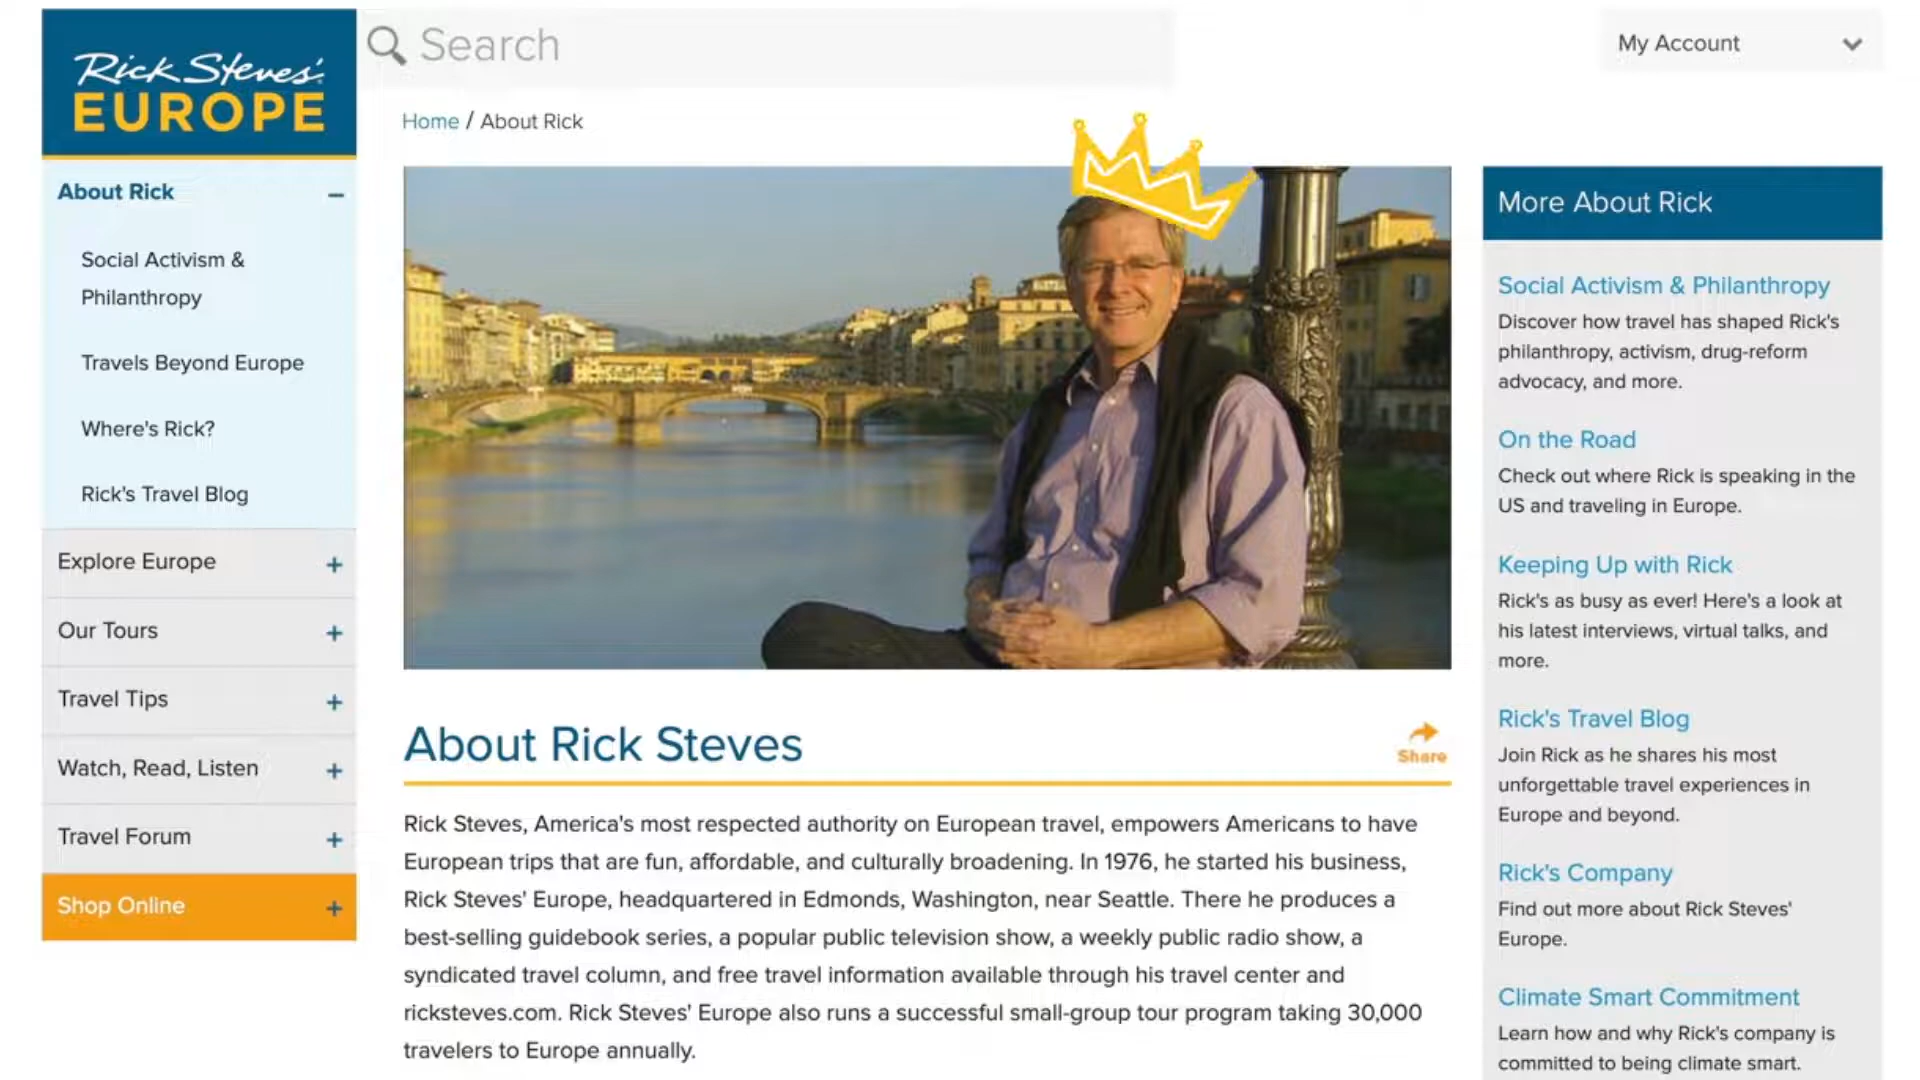 Rick Steves'
EUROPE
Search
My Account
Home / About Rick
About Rick
Social Activism &
Philanthropy
Travels Beyond Europe
Where's Rick?
Rick's Travel Blog
Explore Europe
Our Tours
Travel Tips
Watch, Read, Listen
Travel Forum
Shop Online
About Rick Steves
Share
Rick Steves, America's most respected authority on European travel, empowers Americans to have
European trips that are fun, affordable, and culturally broadening. In 1976, he started his business,
Rick Steves' Europe, headquartered in Edmonds, Washington, near Seattle. There he produces a
best-selling guidebook series, a popular public television show, a weekly public radio show, a
syndicated travel column, and free travel information available through his travel center and
ricksteves.com. Rick Steves' Europe also runs a successful small-group tour program taking 30,000
travelers to Europe annually.
More About Rick
Social Activism & Philanthropy
Discover how travel has shaped Rick's
philanthropy, activism, drug-reform
advocacy, and more.
On the Road
Check out where Rick is speaking in the
US and traveling in Europe.
Keeping Up with Rick
Rick's as busy as ever! Here's a look at
his latest interviews, virtual talks, and
more.
Rick's Travel Blog
Join Rick as he shares his most
unforgettable travel experiences in
Europe and beyond.
Rick's Company
Find out more about Rick Steves'
Europe.
Climate Smart Commitment
Learn how and why Rick's company is
committed to being climate smart.